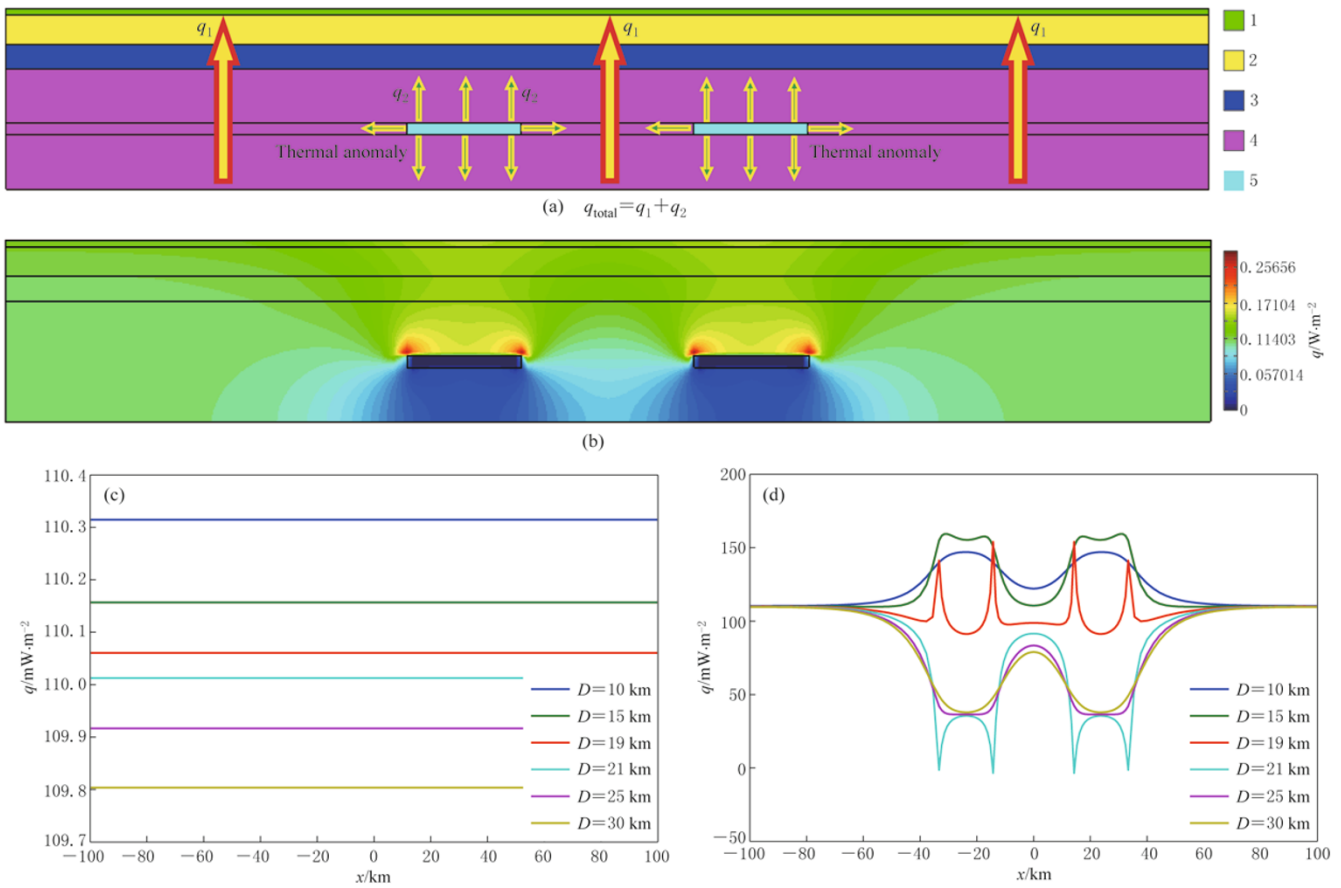 q1 q1 q1
1
2
3
4
5
q2 q2
Thermal anomaly Thermal anomaly
(a) qtotal=q1+q2
0.25656
0.17104
0.11403
0.057014
0
q/W·m−2
(b)
(c)
110.4
110.3
110.2
110.1
110.0
109.9
109.8
109.7
q/mW·m−2
D=10 km
D=15 km
D=19 km
D=21 km
D=25 km
D=30 km
−100 −80 −60 −40 −20 0 20 40 60 80 100
x/km
(d)
200
150
100
50
0
−50
q/mW·m−2
D=10 km
D=15 km
D=19 km
D=21 km
D=25 km
D=30 km
−100 −80 −60 −40 −20 0 20 40 60 80 100
x/km